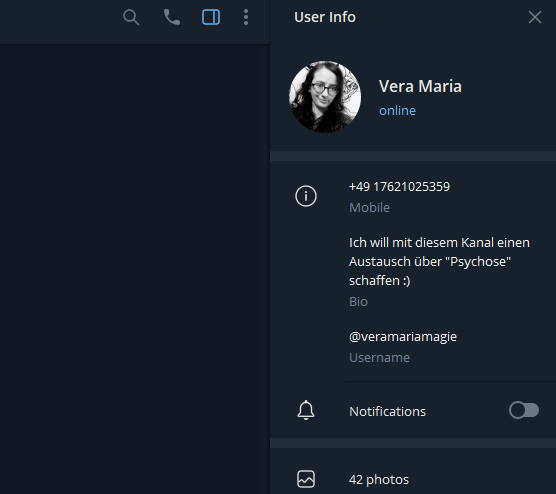 User Info
Vera Maria
online
+49 17621025359
Mobile
Ich will mit diesem Kanal einen
Austausch über "Psychose"
schaffen :)
Bio
@veramariamagie
Username
Notifications
42 photos